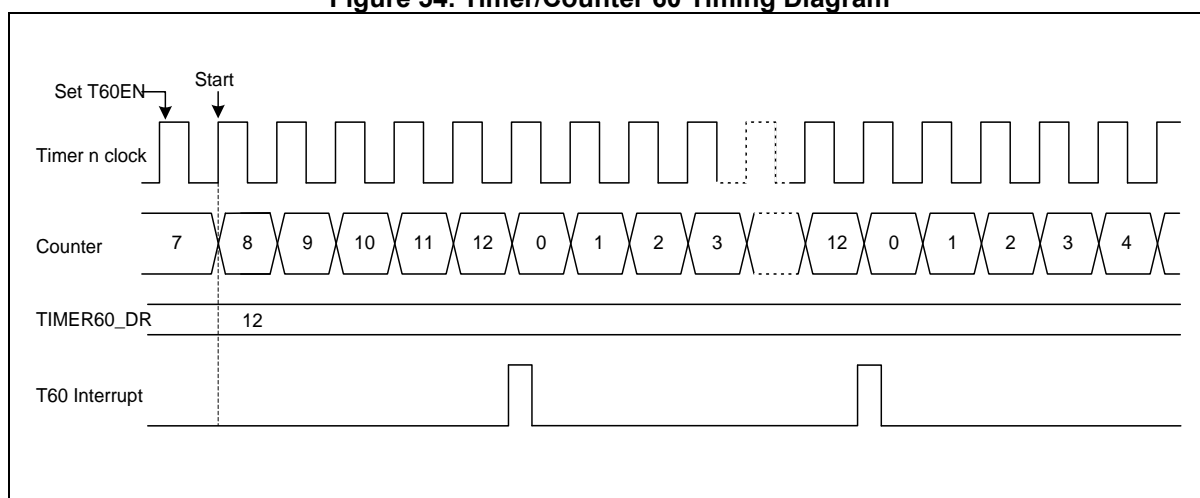 Figure 54. Timer/Counter 60 Timing Diagram
Set T60EN
Start
Timer n clock
Counter 7 8 9 10 11 12 0 1 2 3 12 0 1 2 3 4
TIMER60_DR 12
T60 Interrupt